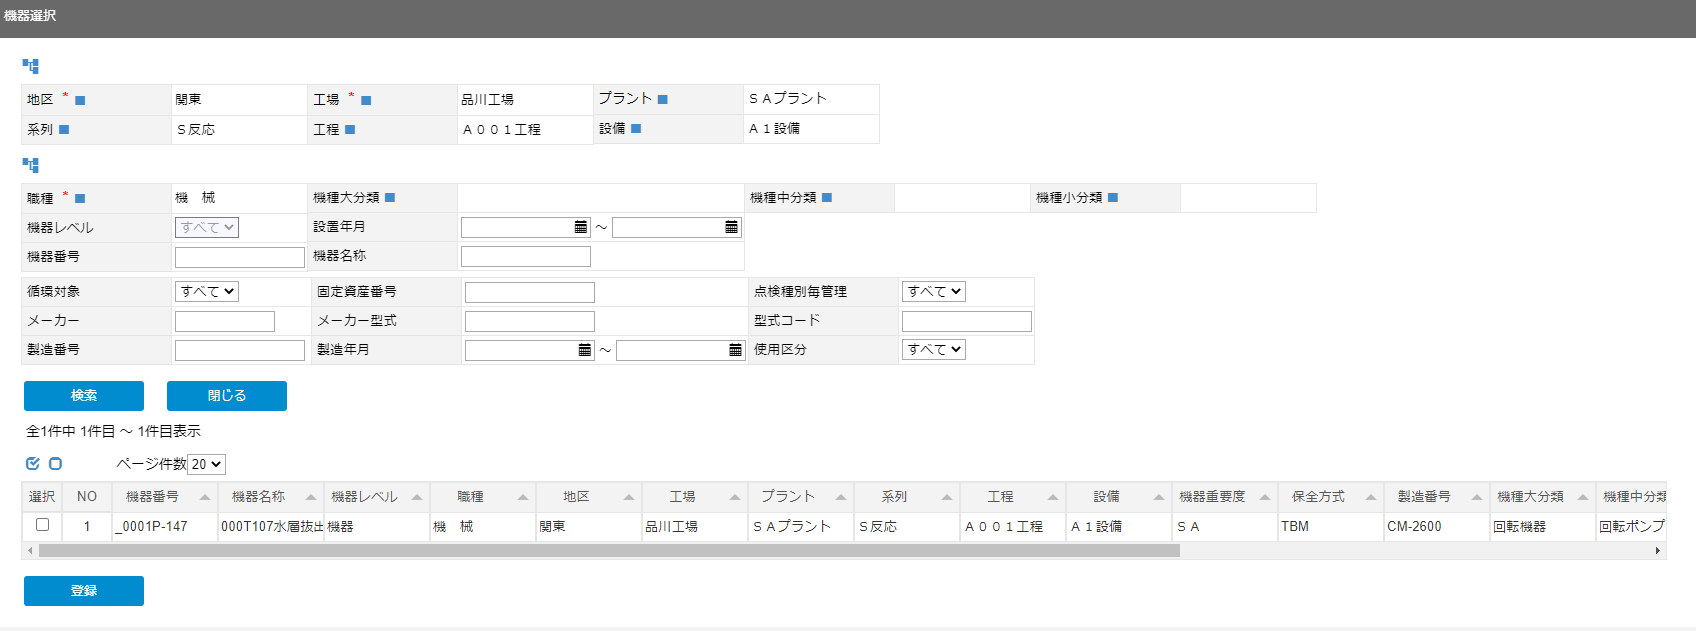 機器選択
地区 * 関東 工場 * 品川工場 プラント ＳＡプラント
系列 Ｓ反応 工程 Ａ００１工程 設備 Ａ１設備
職種 * 機　械 機種大分類 機種中分類 機種小分類
機器レベル すべて 設置年月 ～
機器番号 機器名称
循環対象 すべて 固定資産番号 点検種別毎管理 すべて
メーカー メーカー型式 型式コード
製造番号 製造年月 ～ 使用区分 すべて
検索 閉じる
全1件中 1件目 ～ 1件目表示
ページ件数 20
選択 NO 機器番号 機器名称 機器レベル 職種 地区 工場 プラント 系列 工程 設備 機器重要度 保全方式 製造番号 機種大分類 機種中分類
1 _0001P-147 000T107水層抜出 機器 機　械 関東 品川工場 ＳＡプラント Ｓ反応 Ａ００１工程 Ａ１設備 ＳＡ TBM CM-2600 回転機器 回転ポンプ
登録